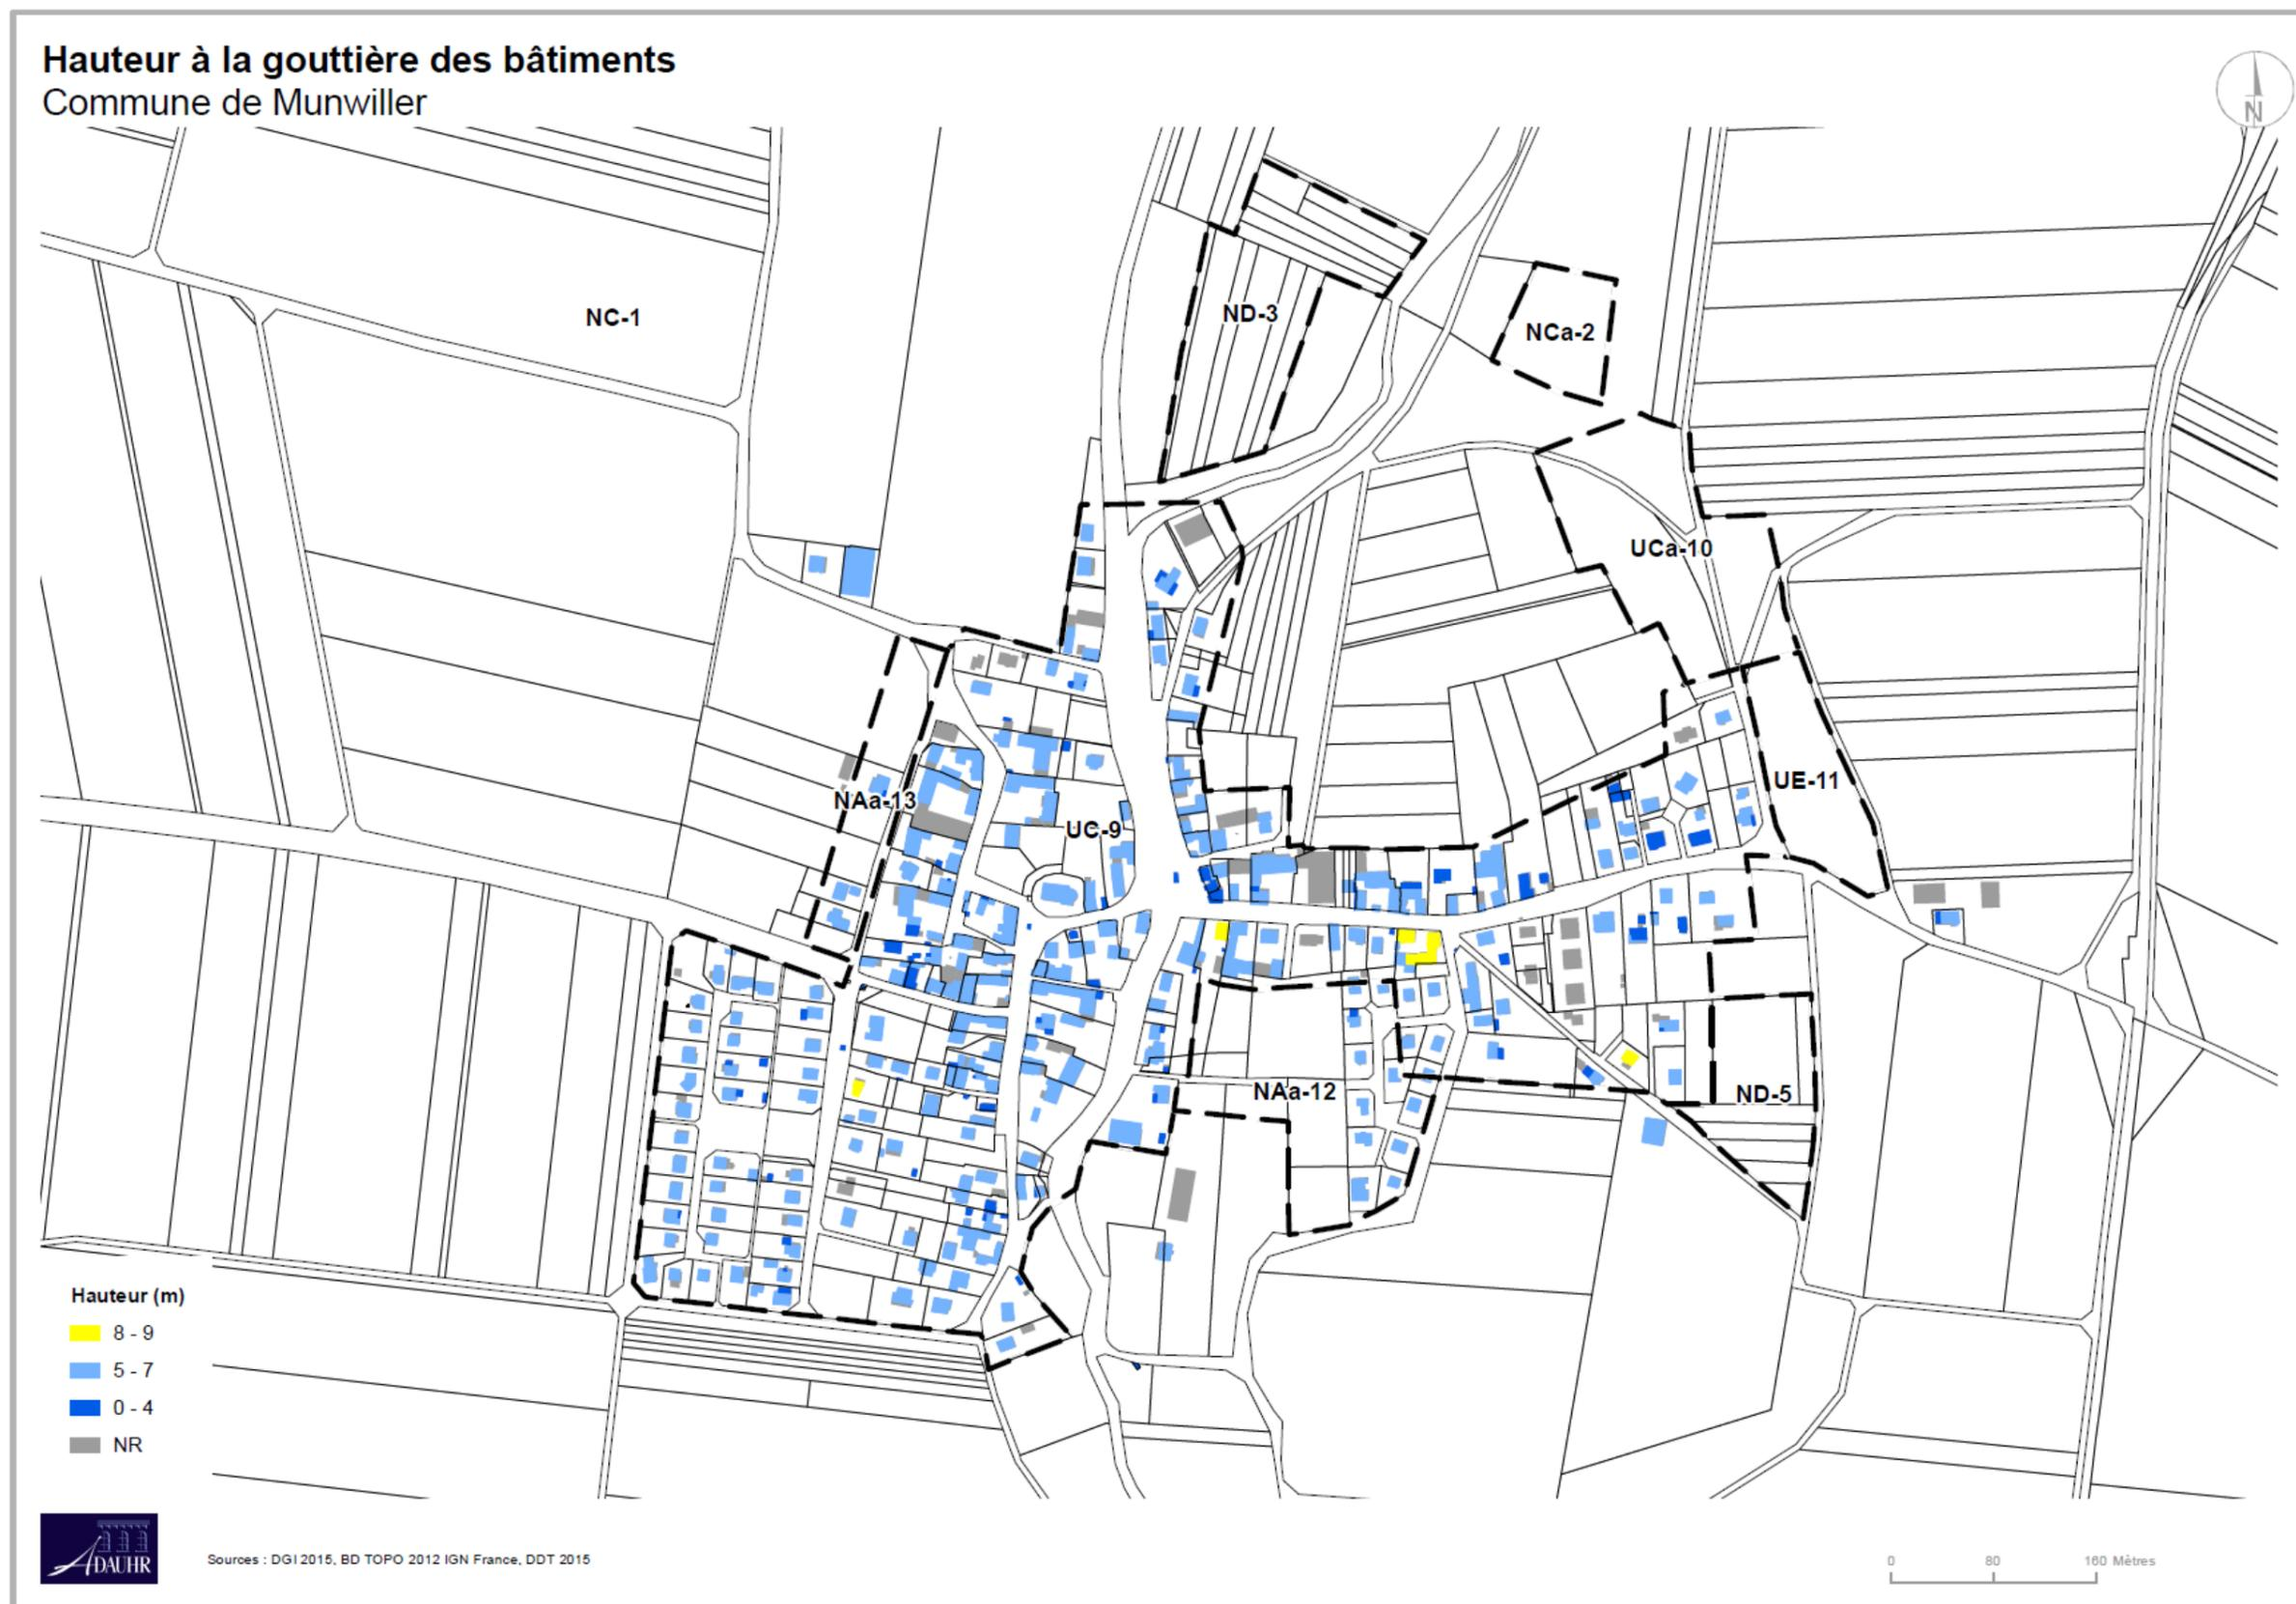 Hauteur à la gouttière des bâtiments
Commune de Munwiller
N
NC-1
ND-3
NCa-2
UCa-10
UE-11
NAa-13
UC-9
NAa-12
ND-5
Hauteur (m)
8 - 9
5 - 7
0 - 4
NR
ADAUHR
Sources : DGI 2015, BD TOPO 2012 IGN France, DDT 2015
0 80 160 Mètres